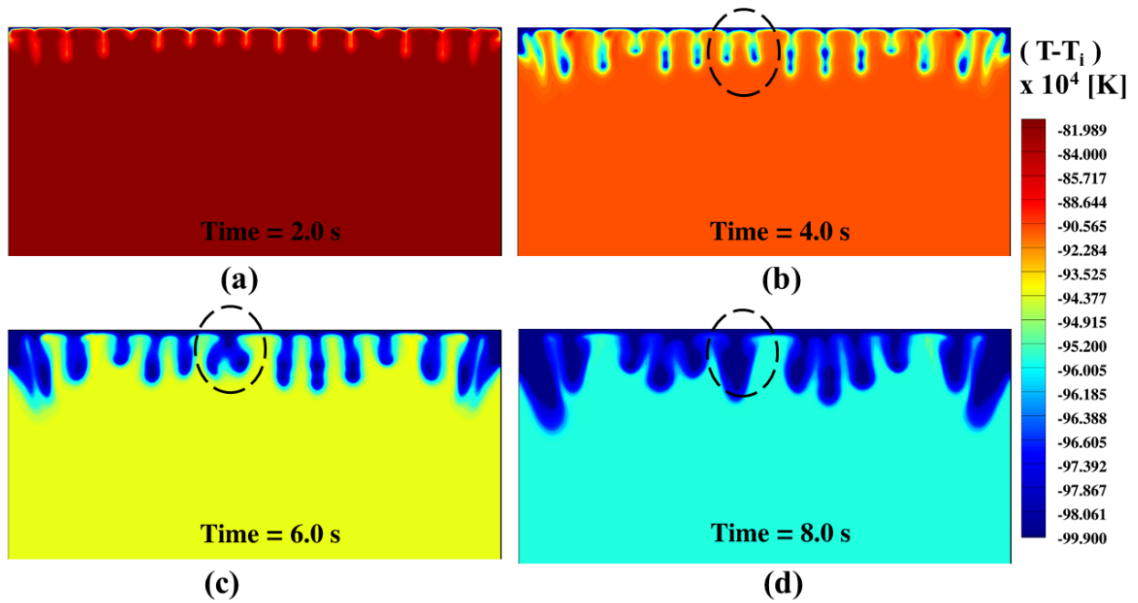 Time = 2.0 s
(a)
Time = 4.0 s
(b)
Time = 6.0 s
(c)
Time = 8.0 s
(d)
( T-Tᵢ )
x 10⁴ [K]
-81.989
-84.000
-85.717
-88.644
-90.565
-92.284
-93.525
-94.377
-94.915
-95.200
-96.005
-96.185
-96.388
-96.605
-97.392
-97.867
-98.061
-99.900